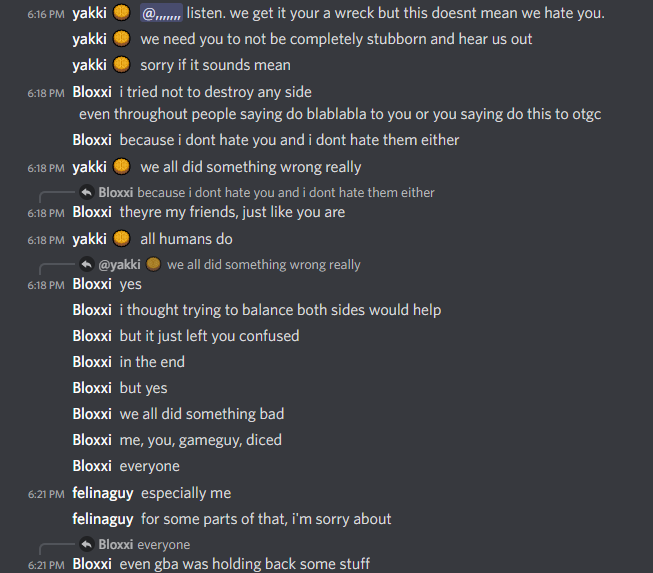 6:16 PM yakki @,,,,,,, listen. we get it your a wreck but this doesnt mean we hate you.
yakki we need you to not be completely stubborn and hear us out
yakki sorry if it sounds mean
6:18 PM Bloxxi i tried not to destroy any side
even throughout people saying do blablabla to you or you saying do this to otgc
Bloxxi because i dont hate you and i dont hate them either
6:18 PM yakki we all did something wrong really
Bloxxi because i dont hate you and i dont hate them either
6:18 PM Bloxxi theyre my friends, just like you are
6:18 PM yakki all humans do
@yakki we all did something wrong really
6:18 PM Bloxxi yes
Bloxxi i thought trying to balance both sides would help
Bloxxi but it just left you confused
Bloxxi in the end
Bloxxi but yes
Bloxxi we all did something bad
Bloxxi me, you, gameguy, diced
Bloxxi everyone
6:21 PM felinaguy especially me
felinaguy for some parts of that, i'm sorry about
Bloxxi everyone
6:21 PM Bloxxi even gba was holding back some stuff